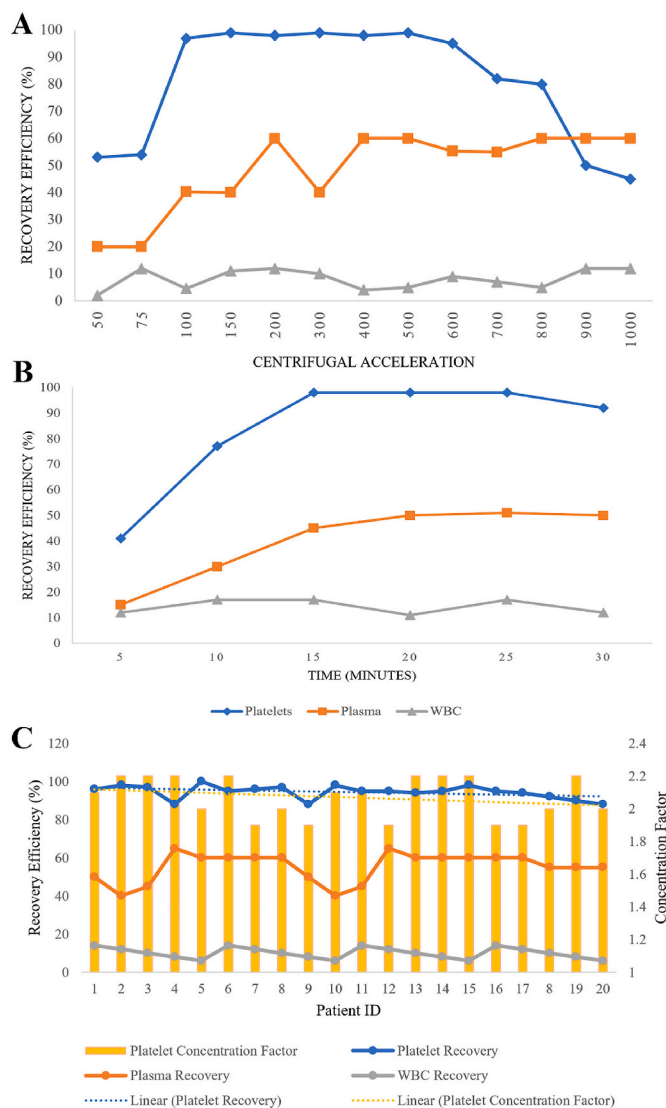 A
RECOVERY EFFICIENCY (%)
100
90
80
70
60
50
40
30
20
10
0
50 75 100 150 200 300 400 500 600 700 800 900 1000
CENTRIFUGAL ACCELERATION
B
RECOVERY EFFICIENCY (%)
100
90
80
70
60
50
40
30
20
10
0
5 10 15 20 25 30
TIME (MINUTES)
Platelets Plasma WBC
C
Recovery Efficiency (%)
120
100
80
60
40
20
0
2.4
2.2
2
1.8
1.6
1.4
1.2
1
Concentration Factor
1 2 3 4 5 6 7 8 9 10 11 12 13 14 15 16 17 8 19 20
Patient ID
Platelet Concentration Factor Platelet Recovery
Plasma Recovery WBC Recovery
Linear (Platelet Recovery) Linear (Platelet Concentration Factor)